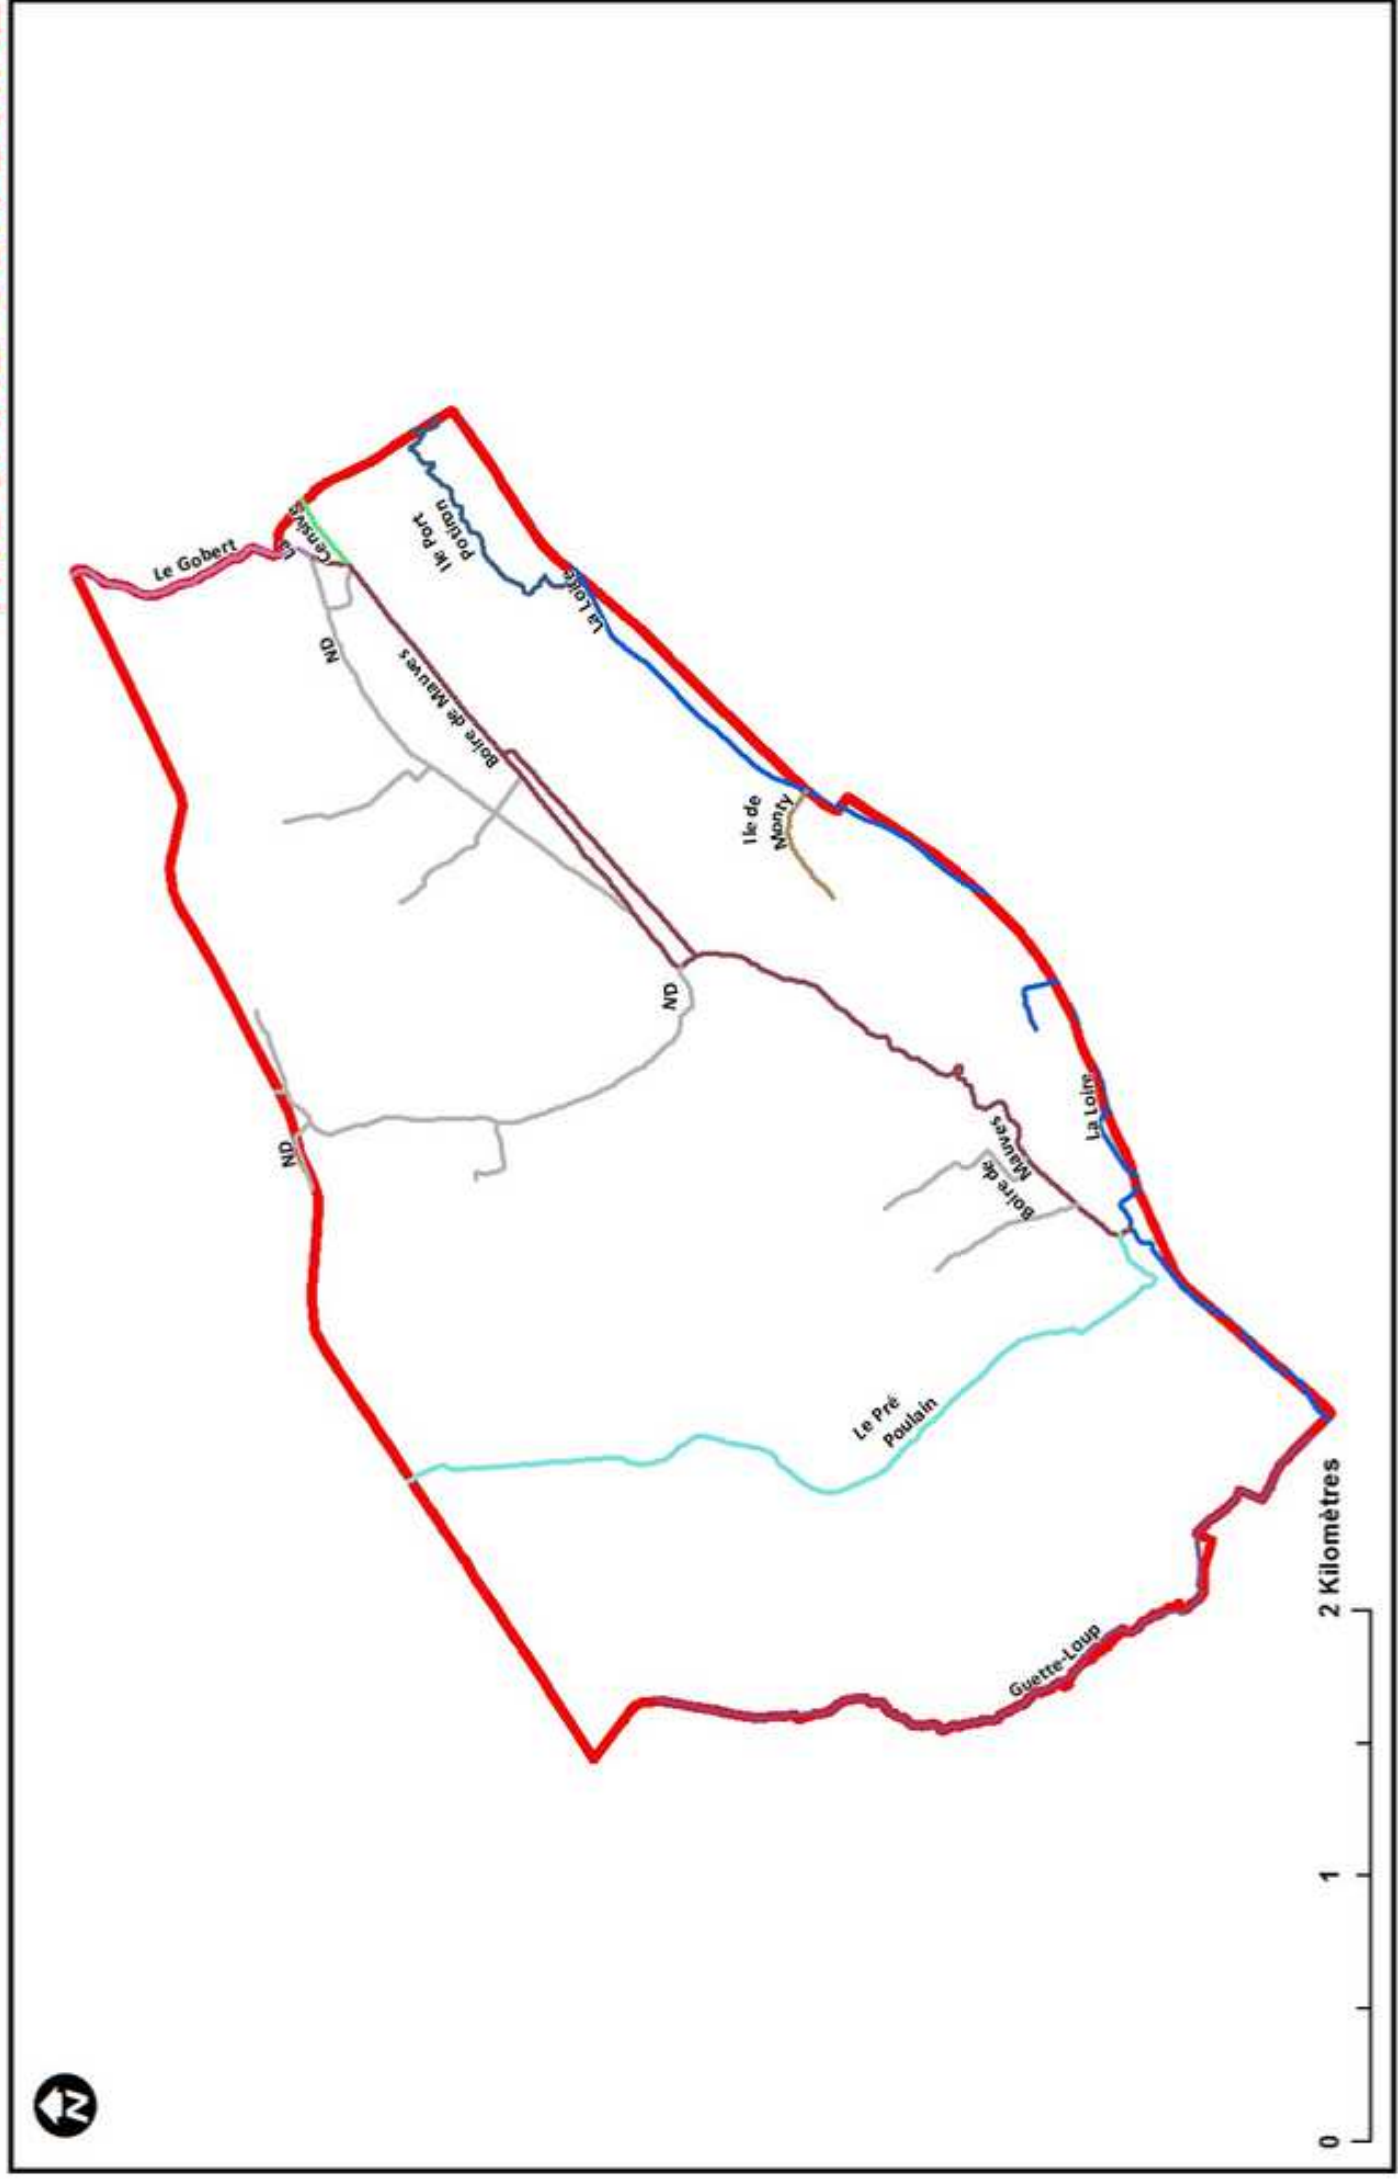 N
Le Gobert
La
Censive
ND
Ile Port
Potiron
Boire de Mauves
La Loire
Ile de
Monty
ND
ND
Boire de
Mauves
La Loire
Le Pré
Poulain
Guette-Loup
0
1
2 Kilomètres